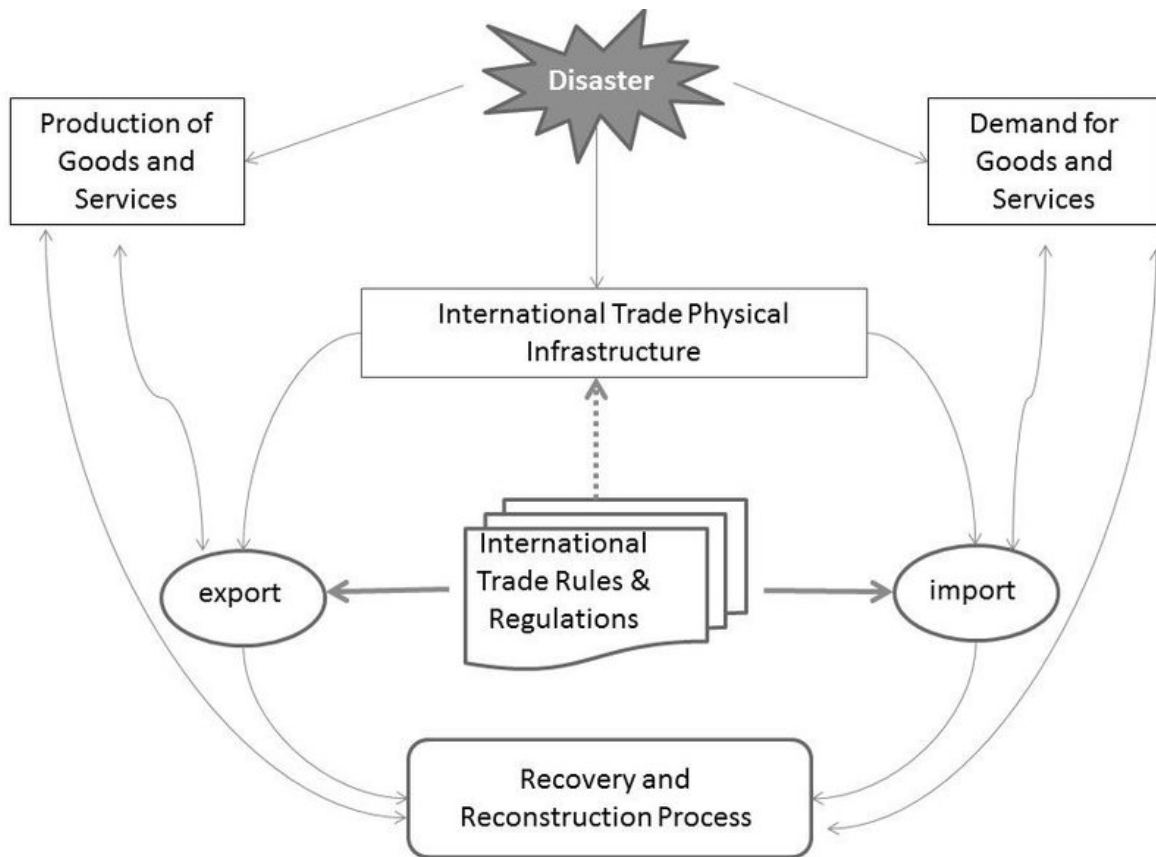 Disaster
Production of
Goods and
Services
Demand for
Goods and
Services
International Trade Physical
Infrastructure
International
Trade Rules &
Regulations
export
import
Recovery and
Reconstruction Process